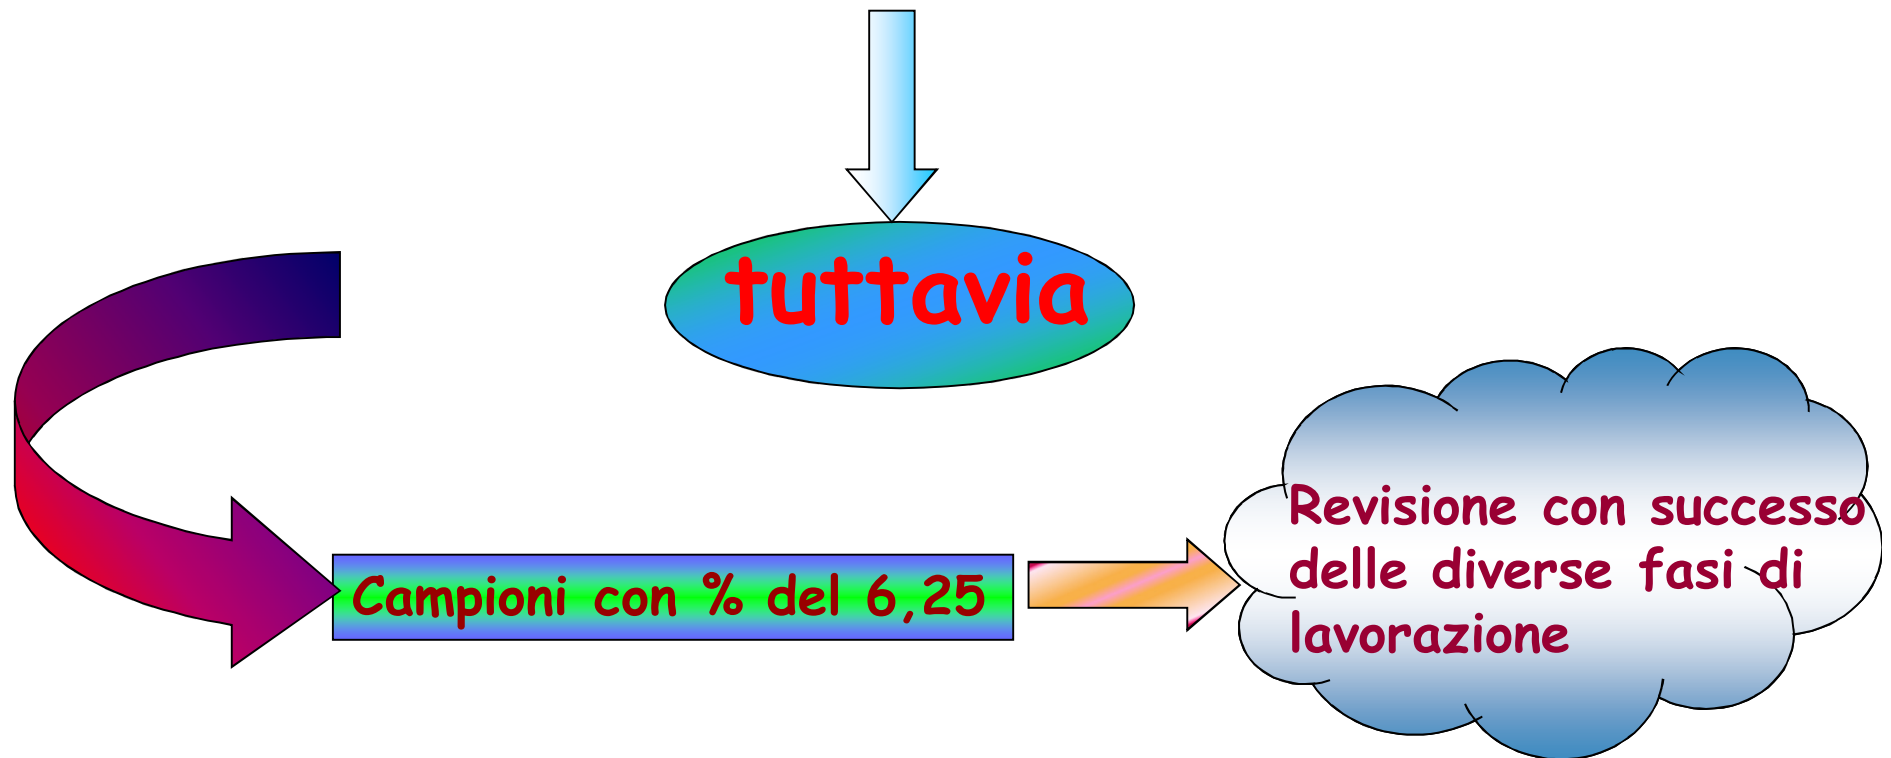 tuttavia
Campioni con % del 6,25
Revisione con successo
delle diverse fasi di
lavorazione